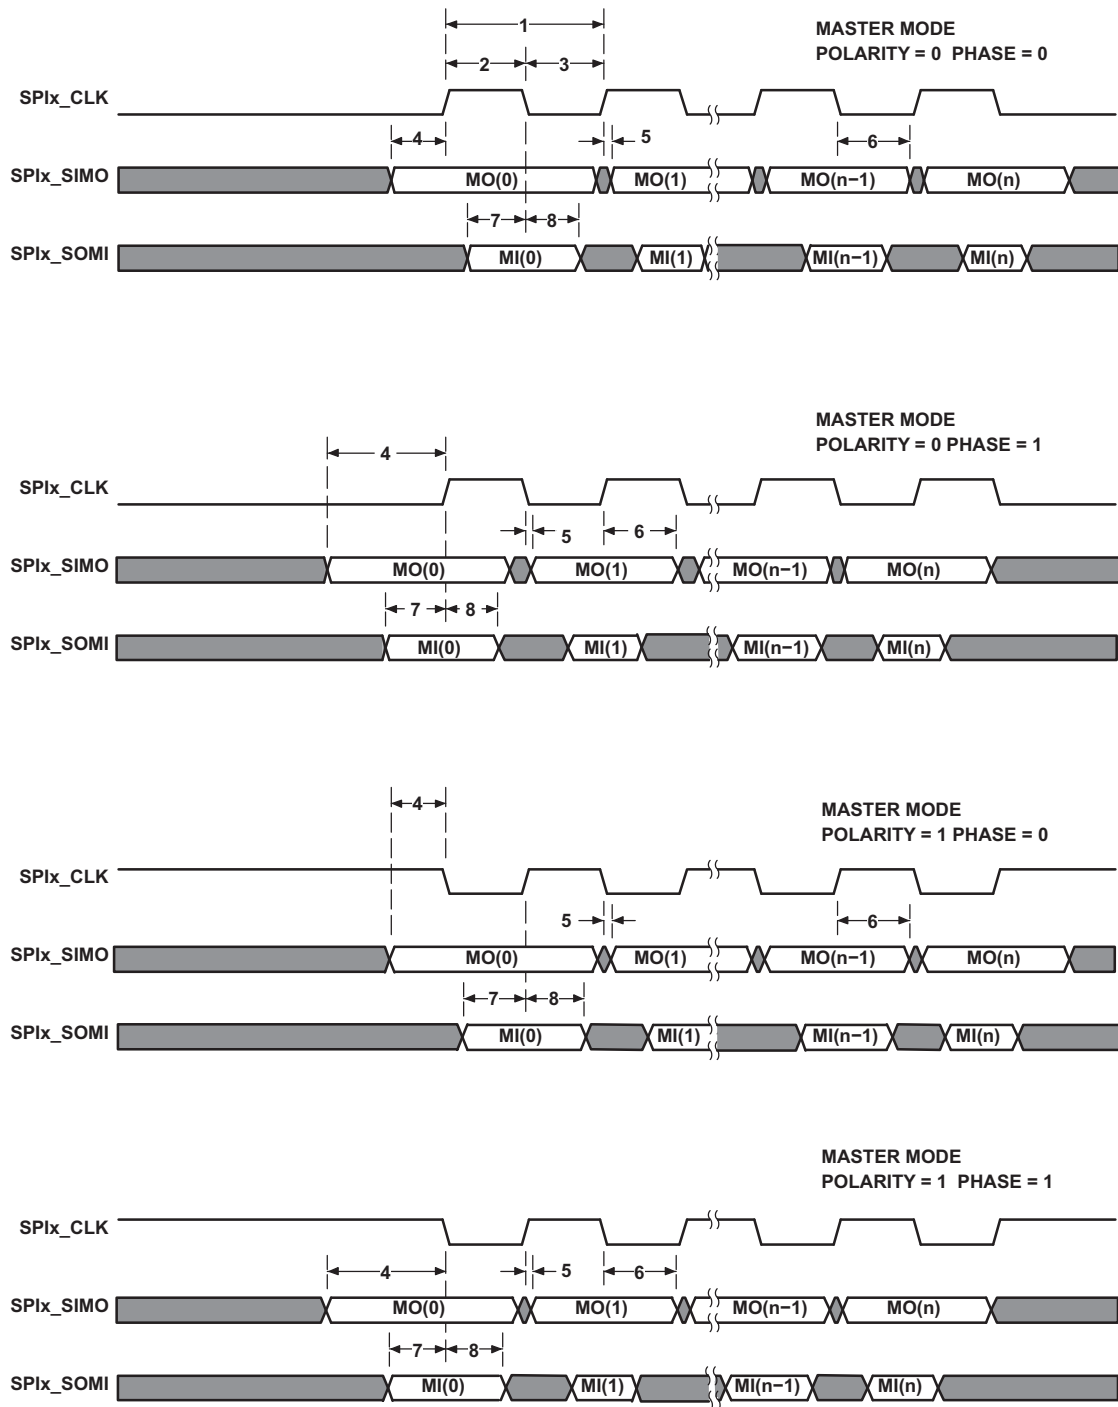 1
MASTER MODE
POLARITY = 0 PHASE = 0
2 3
SPIx_CLK
4 5 6
SPIx_SIMO MO(0) MO(1) MO(n−1) MO(n)
7 8
SPIx_SOMI MI(0) MI(1) MI(n−1) MI(n)
MASTER MODE
POLARITY = 0 PHASE = 1
4
SPIx_CLK
5 6
SPIx_SIMO MO(0) MO(1) MO(n−1) MO(n)
7 8
SPIx_SOMI MI(0) MI(1) MI(n−1) MI(n)
4
MASTER MODE
POLARITY = 1 PHASE = 0
SPIx_CLK
5 6
SPIx_SIMO MO(0) MO(1) MO(n−1) MO(n)
7 8
SPIx_SOMI MI(0) MI(1) MI(n−1) MI(n)
MASTER MODE
POLARITY = 1 PHASE = 1
SPIx_CLK
4 5 6
SPIx_SIMO MO(0) MO(1) MO(n−1) MO(n)
7 8
SPIx_SOMI MI(0) MI(1) MI(n−1) MI(n)